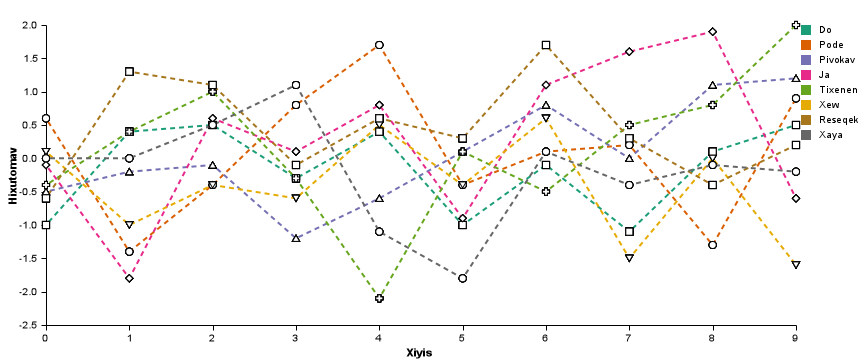 2.0
1.5
1.0
0.5
0.0
-0.5
-1.0
-1.5
-2.0
-2.5
Hixutomav
0 1 2 3 4 5 6 7 8 9
Xiyis
Do
Pode
Pivokav
Ja
Tixenen
Xew
Reseqek
Xaya